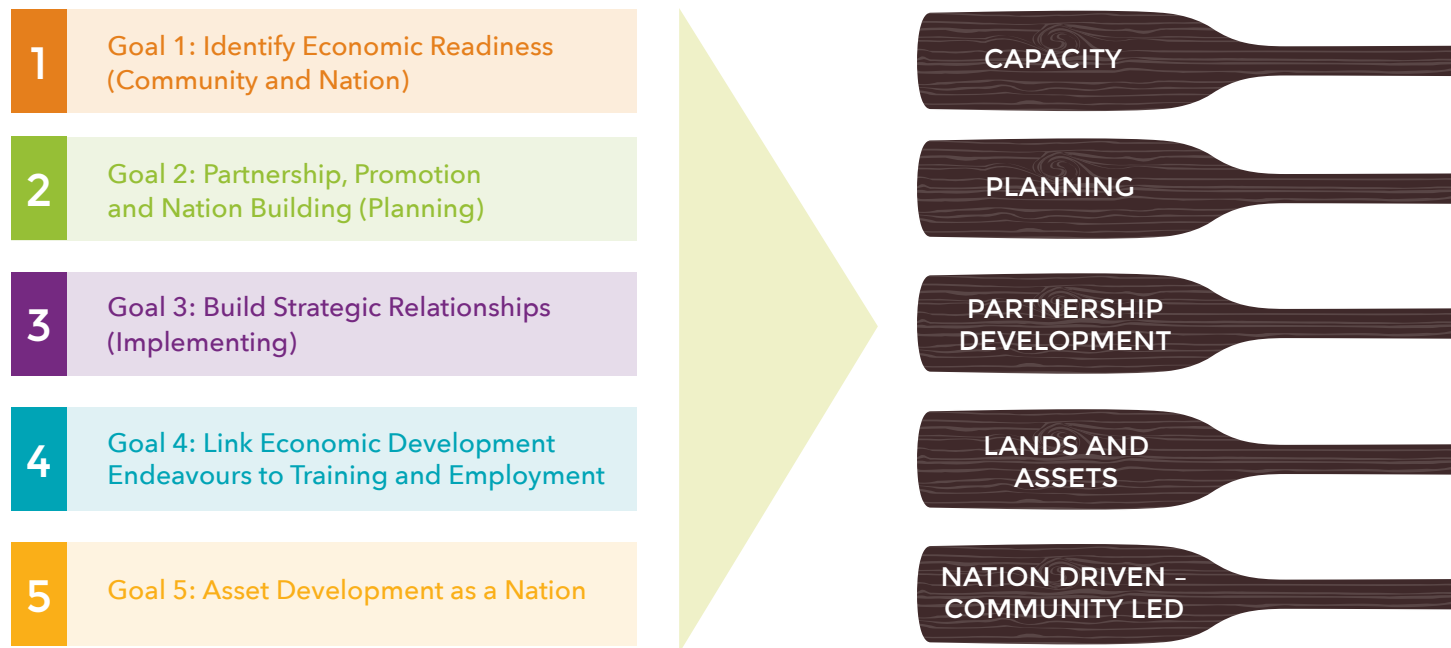 1
Goal 1: Identify Economic Readiness
(Community and Nation)
2
Goal 2: Partnership, Promotion
and Nation Building (Planning)
3
Goal 3: Build Strategic Relationships
(Implementing)
4
Goal 4: Link Economic Development
Endeavours to Training and Employment
5
Goal 5: Asset Development as a Nation
CAPACITY
PLANNING
PARTNERSHIP
DEVELOPMENT
LANDS AND
ASSETS
NATION DRIVEN –
COMMUNITY LED